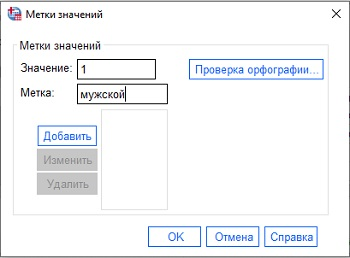 Метки значений
Метки значений
Значение: 1
Проверка орфографии...
Метка: мужской
Добавить
Изменить
Удалить
OK Отмена Справка